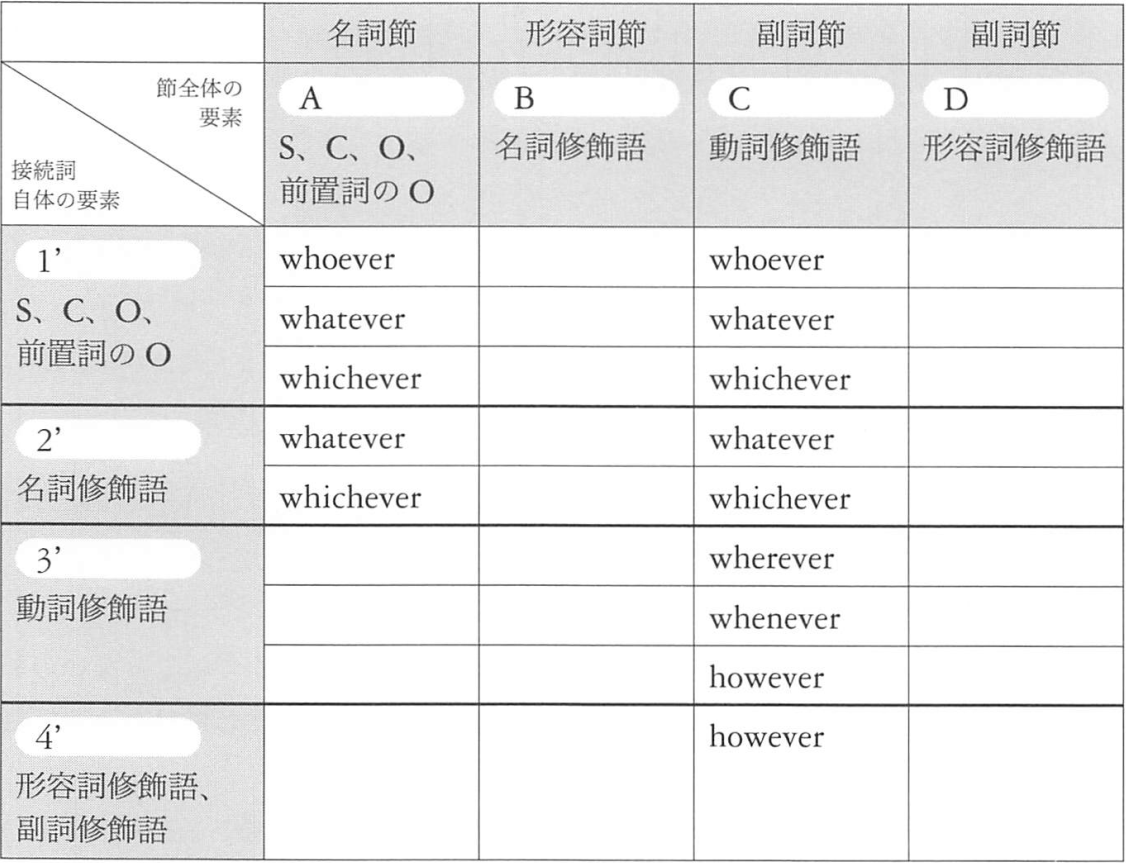 名詞節 形容詞節 副詞節 副詞節
節全体の
要素
接続詞
自体の要素
A B C D
S、C、O、 名詞修飾語 動詞修飾語 形容詞修飾語
前置詞の O
1’ whoever whoever
S、C、O、 whatever whatever
前置詞の O whichever whichever
2’ whatever whatever
名詞修飾語 whichever whichever
3’ wherever
動詞修飾語 whenever
however
4’ however
形容詞修飾語、
副詞修飾語